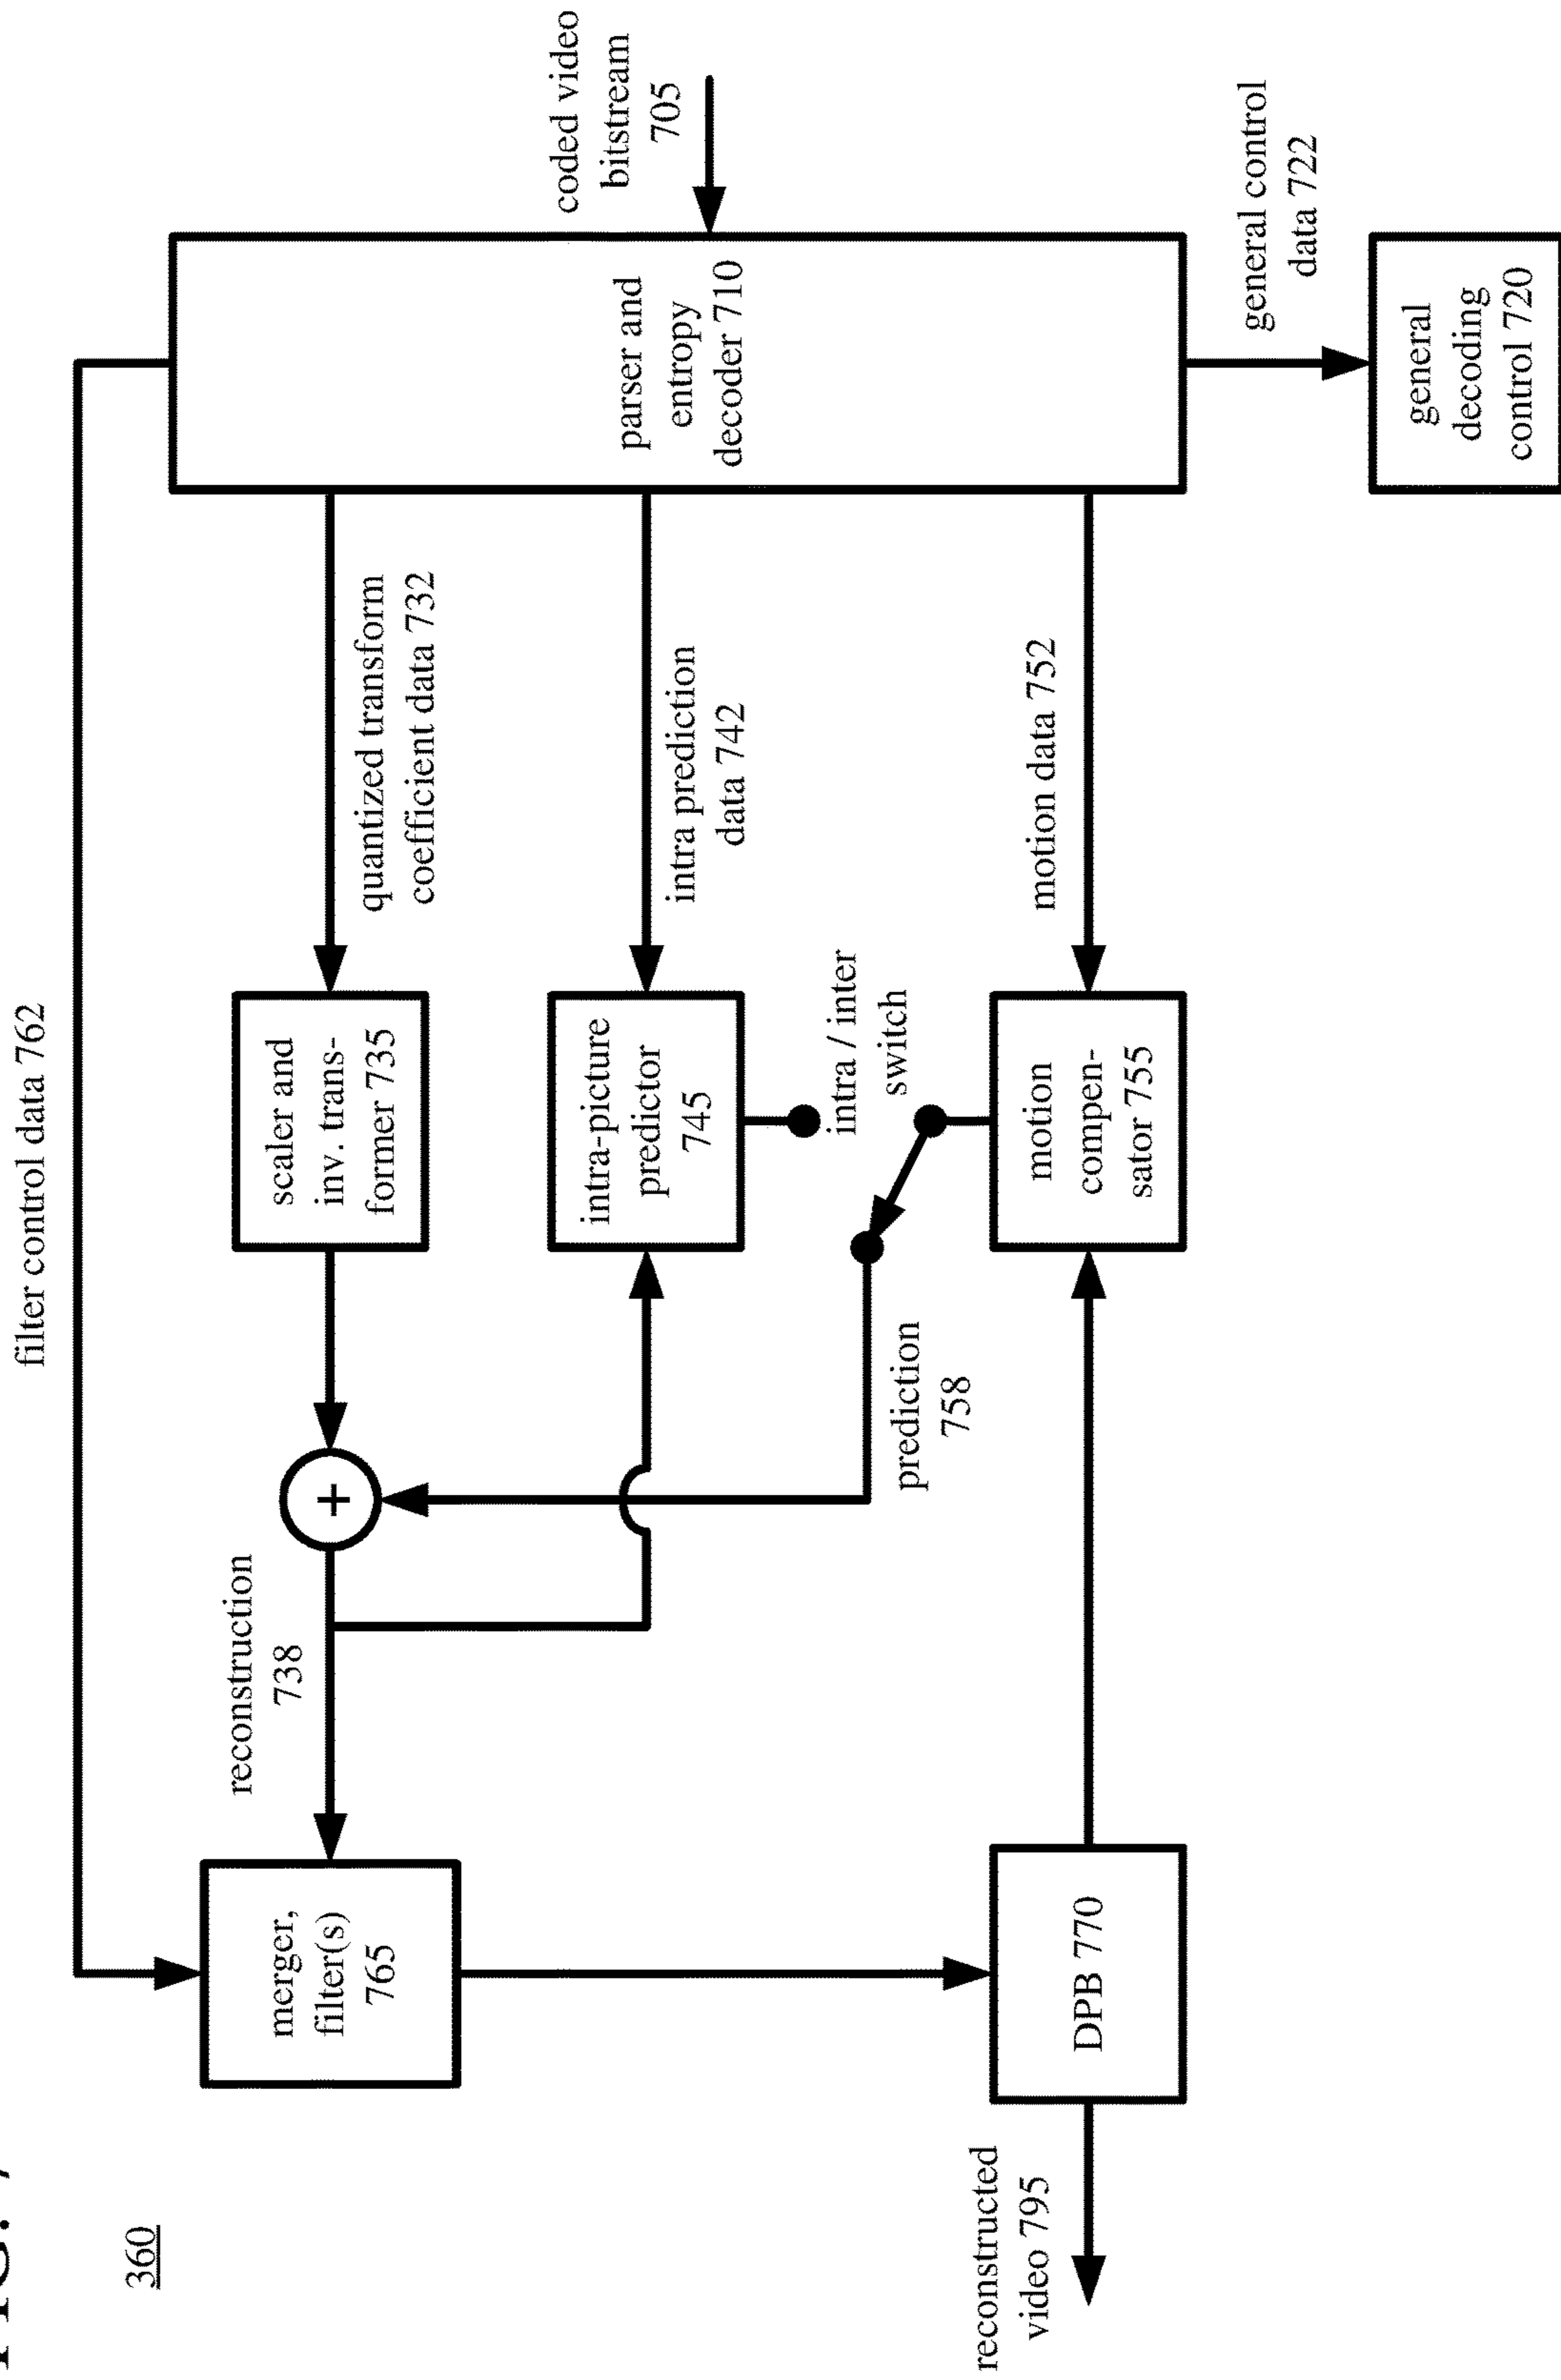 FIG.
filter control data 762
360
reconstruction
738
merger,
filter(s)
765
scaler and
inv. trans-
former 735
quantized transform
coefficient data 732
+
coded video
bitstream
705
intra-picture
predictor
745
intra prediction
data 742
parser and
entropy
decoder 710
intra / inter
switch
prediction
758
reconstructed
video 795
DPB 770
motion
compen-
sator 755
motion data 752
general control
data 722
general
decoding
control 720